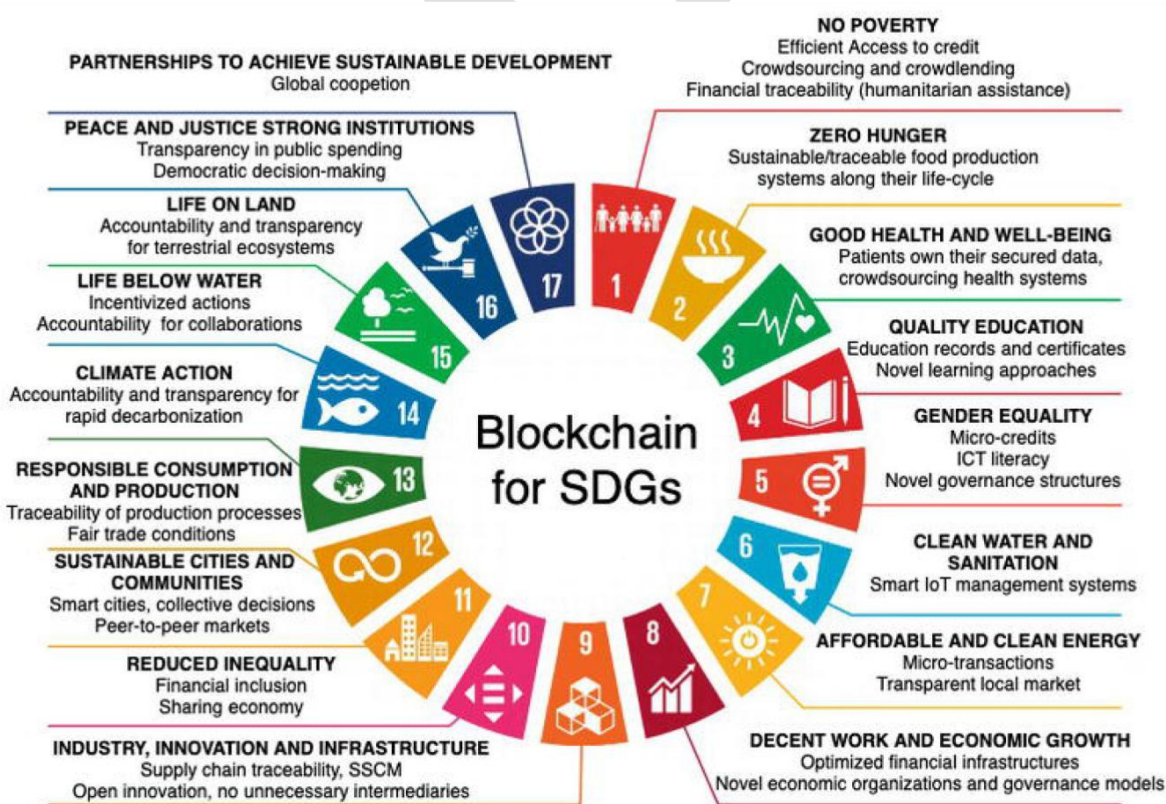 NO POVERTY
Efficient Access to credit
Crowdsourcing and crowdlending
Financial traceability (humanitarian assistance)
ZERO HUNGER
Sustainable/traceable food production
systems along their life-cycle
GOOD HEALTH AND WELL-BEING
Patients own their secured data,
crowdsourcing health systems
QUALITY EDUCATION
Education records and certificates
Novel learning approaches
GENDER EQUALITY
Micro-credits
ICT literacy
Novel governance structures
CLEAN WATER AND
SANITATION
Smart IoT management systems
AFFORDABLE AND CLEAN ENERGY
Micro-transactions
Transparent local market
DECENT WORK AND ECONOMIC GROWTH
Optimized financial infrastructures
Novel economic organizations and governance models
INDUSTRY, INNOVATION AND INFRASTRUCTURE
Supply chain traceability, SSCM
Open innovation, no unnecessary intermediaries
REDUCED INEQUALITY
Financial inclusion
Sharing economy
SUSTAINABLE CITIES AND
COMMUNITIES
Smart cities, collective decisions
Peer-to-peer markets
RESPONSIBLE CONSUMPTION
AND PRODUCTION
Traceability of production processes
Fair trade conditions
CLIMATE ACTION
Accountability and transparency for
rapid decarbonization
LIFE BELOW WATER
Incentivized actions
Accountability for collaborations
LIFE ON LAND
Accountability and transparency
for terrestrial ecosystems
PEACE AND JUSTICE STRONG INSTITUTIONS
Transparency in public spending
Democratic decision-making
PARTNERSHIPS TO ACHIEVE SUSTAINABLE DEVELOPMENT
Global coopetion
1
2
3
4
5
6
7
8
9
10
11
12
13
14
15
16
17
Blockchain
for SDGs